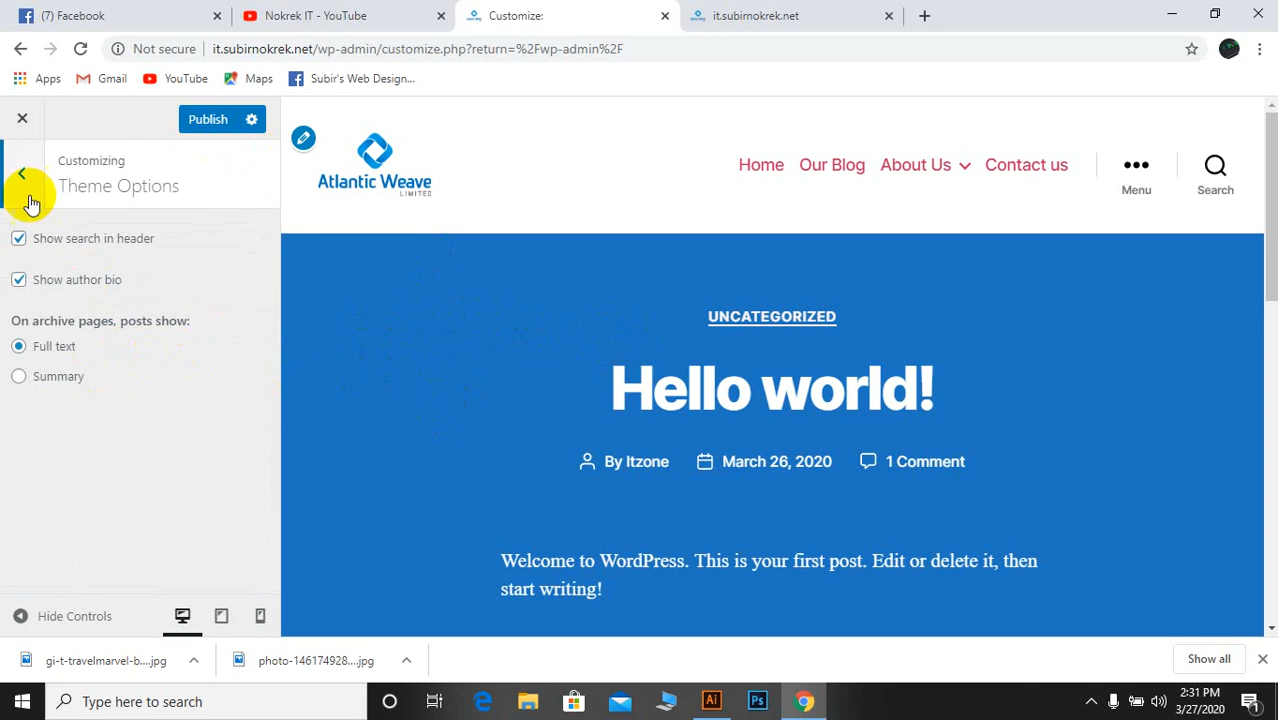 (7) Facebook
Nokrek IT - YouTube
Customize:
it.subirnokrek.net
Not secure
it.subirnokrek.net/wp-admin/customize.php?return=%2Fwp-admin%2F
Apps
Gmail
YouTube
Maps
Subir's Web Design...
Publish
Customizing
Theme Options
Show search in header
Show author bio
On archive pages, posts show:
Full text
Summary
Hide Controls
Atlantic Weave
LIMITED
Home
Our Blog
About Us
Contact us
Menu
Search
UNCATEGORIZED
Hello world!
By Itzone
March 26, 2020
1 Comment
Welcome to WordPress. This is your first post. Edit or delete it, then
start writing!
gi-t-travelmarvel-b....jpg
photo-146174928....jpg
Show all
Type here to search
Ai
Ps
2:31 PM
3/27/2020